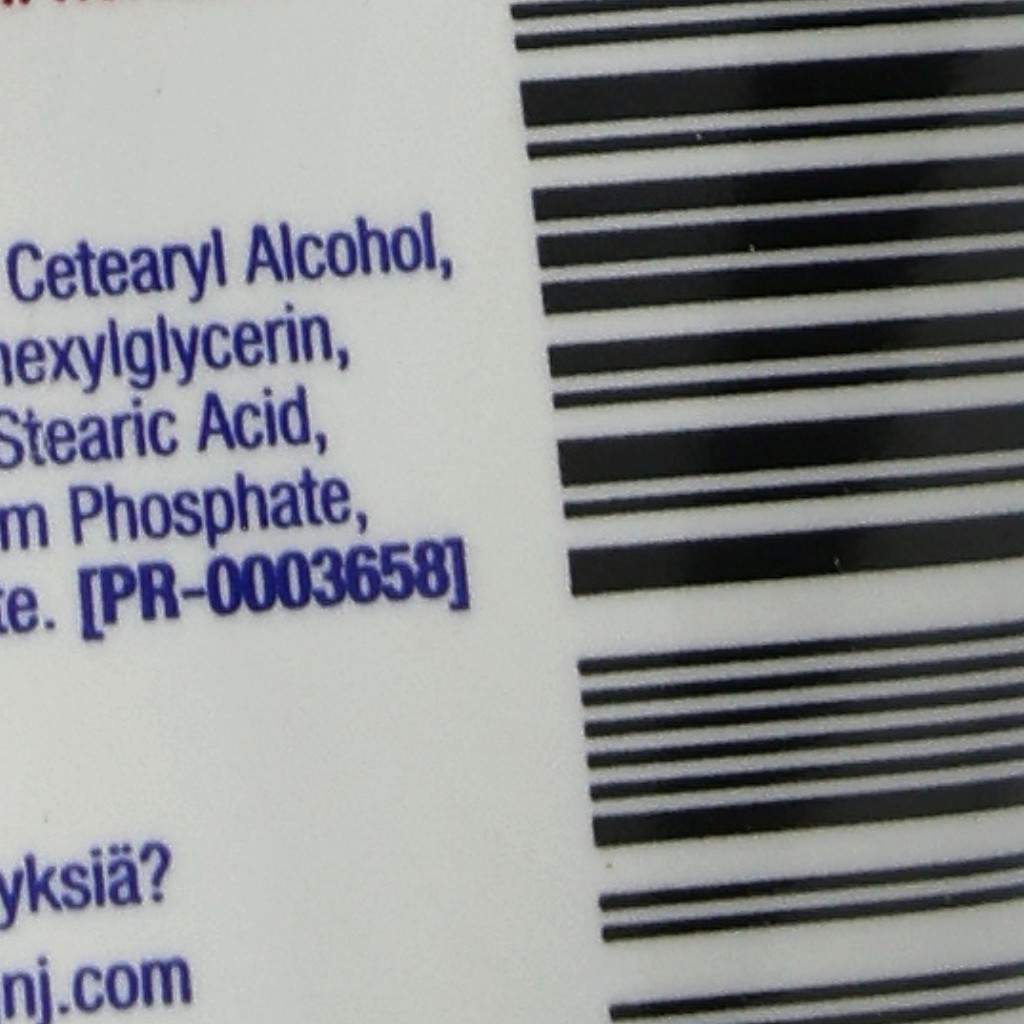 Cetearyl Alcohol,
hexylglycerin,
Stearic Acid,
m Phosphate,
te. [PR-0003658]
yksiä?
nj.com